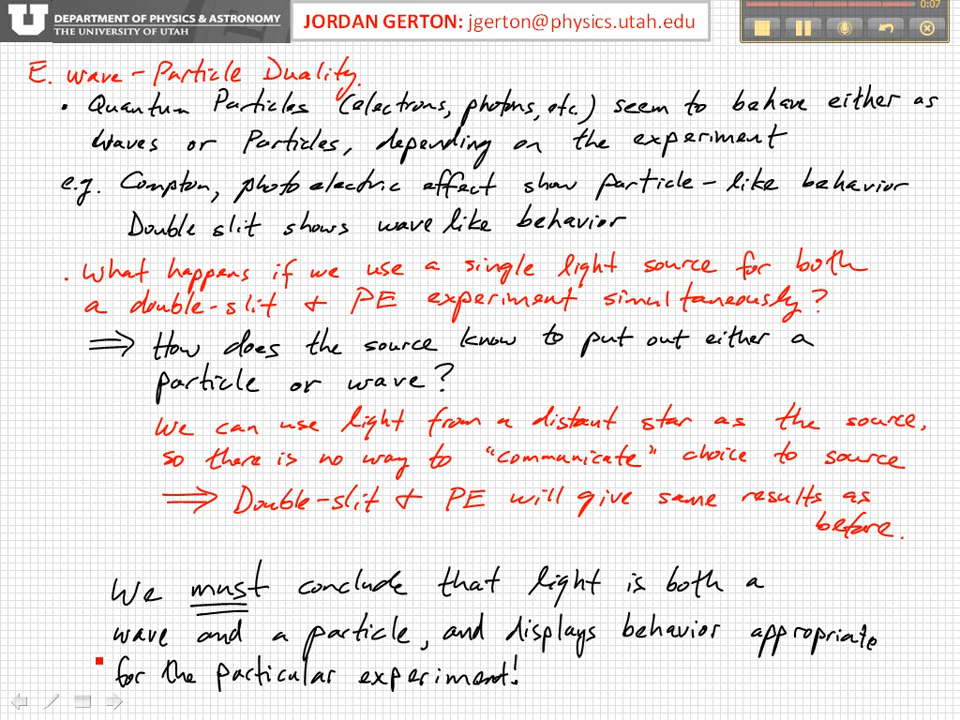 U DEPARTMENT OF PHYSICS & ASTRONOMY
THE UNIVERSITY OF UTAH
JORDAN GERTON: jgerton@physics.utah.edu
0:07
E. Wave-Particle Duality.
• Quantum Particles (electrons, photons, etc.) seem to behave either as
waves or Particles, depending on the experiment
e.g. Compton, photoelectric effect show particle-like behavior
Double slit shows wave like behavior
. What happens if we use a single light source for both
a double-slit & PE experiment simultaneously?
⇒ How does the source know to put out either a
particle or wave?
We can use light from a distant star as the source,
so there is no way to "communicate" choice to source
⇒ Double-slit & PE will give same results as
before.
We must conclude that light is both a
wave and a particle, and displays behavior appropriate
for the particular experiment!